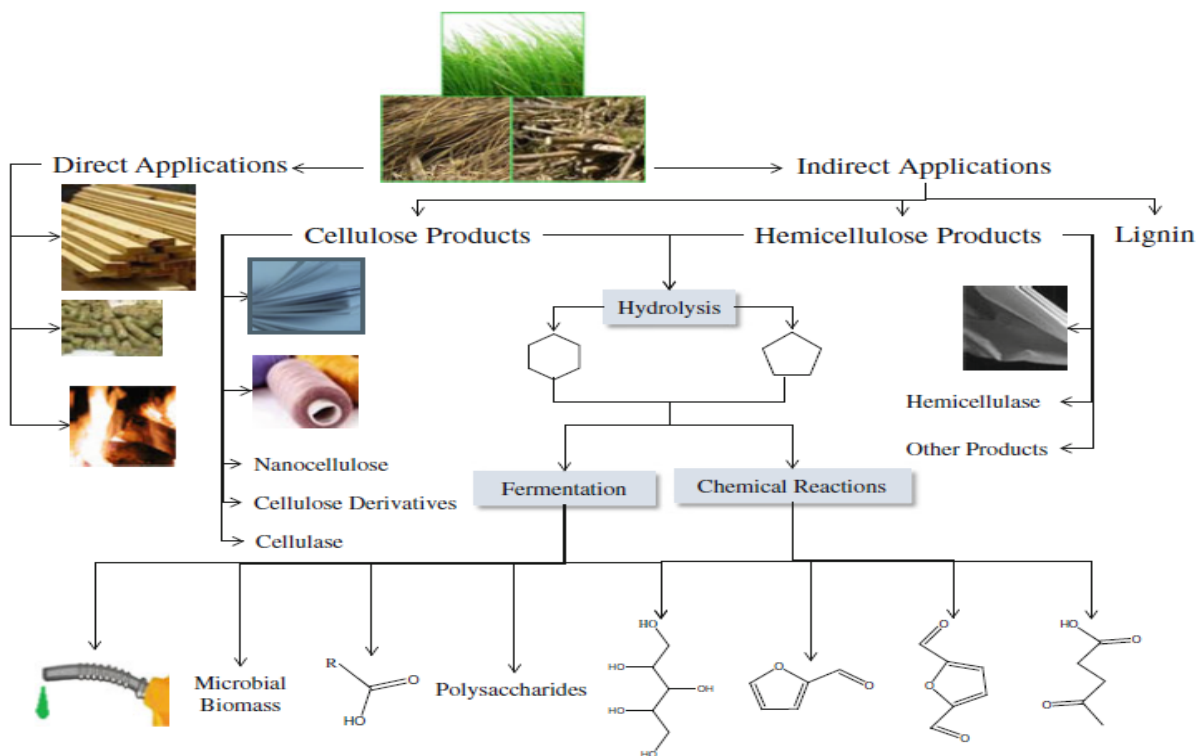 Direct Applications
Indirect Applications
Cellulose Products
Hemicellulose Products
Lignin
Hydrolysis
Hemicellulase
Other Products
Nanocellulose
Cellulose Derivatives
Cellulase
Fermentation
Chemical Reactions
Microbial
Biomass
R
O
HO
Polysaccharides
HO
HO
OH
HO
HO
O
O
O
O
O
HO
O
O